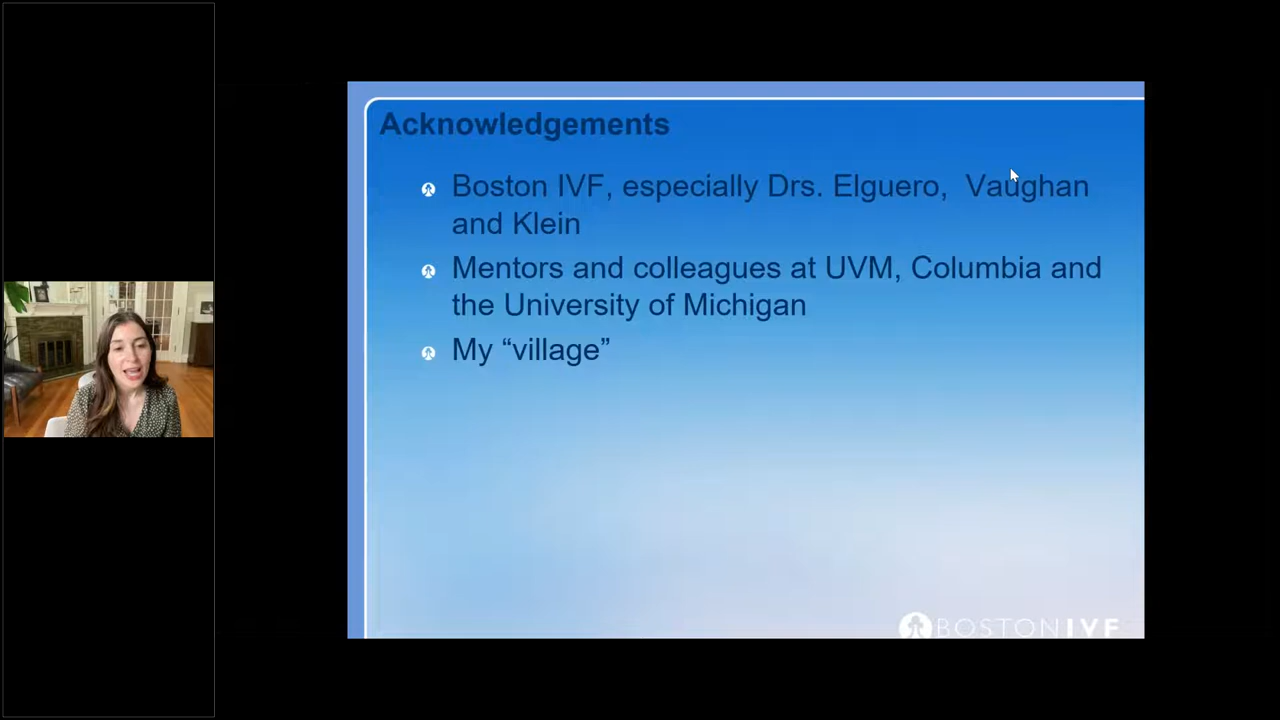 Acknowledgements
Boston IVF, especially Drs. Elguero,  Vaughan
and Klein
Mentors and colleagues at UVM, Columbia and
the University of Michigan
My “village”
BOSTON IVF